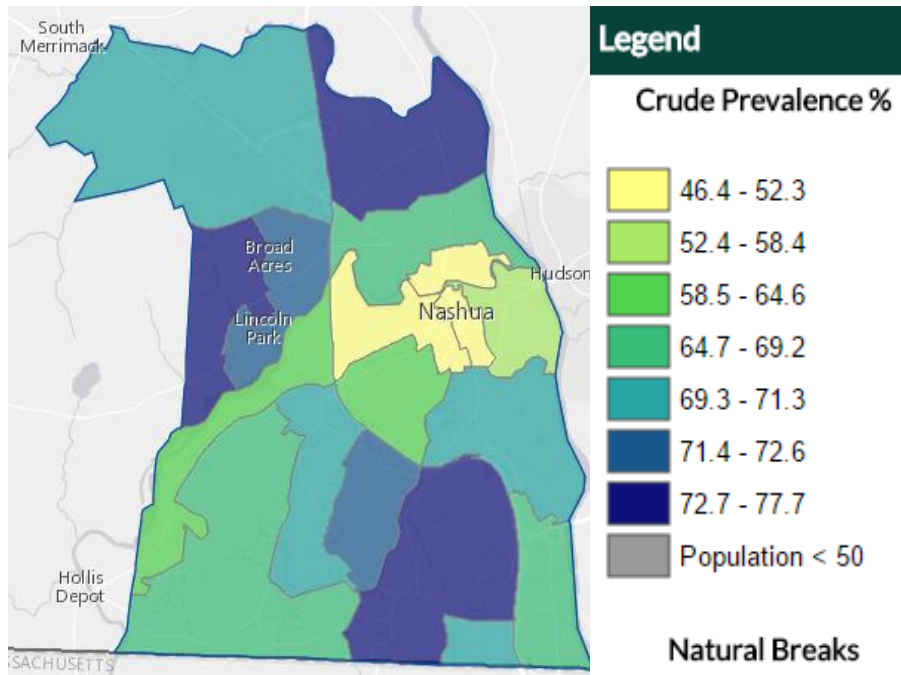 South
Merrimack
Broad
Acres
Hudson
Lincoln
Park
Nashua
Hollis
Depot
SSACHUSETTS
Legend
Crude Prevalence %
46.4 - 52.3
52.4 - 58.4
58.5 - 64.6
64.7 - 69.2
69.3 - 71.3
71.4 - 72.6
72.7 - 77.7
Population < 50
Natural Breaks